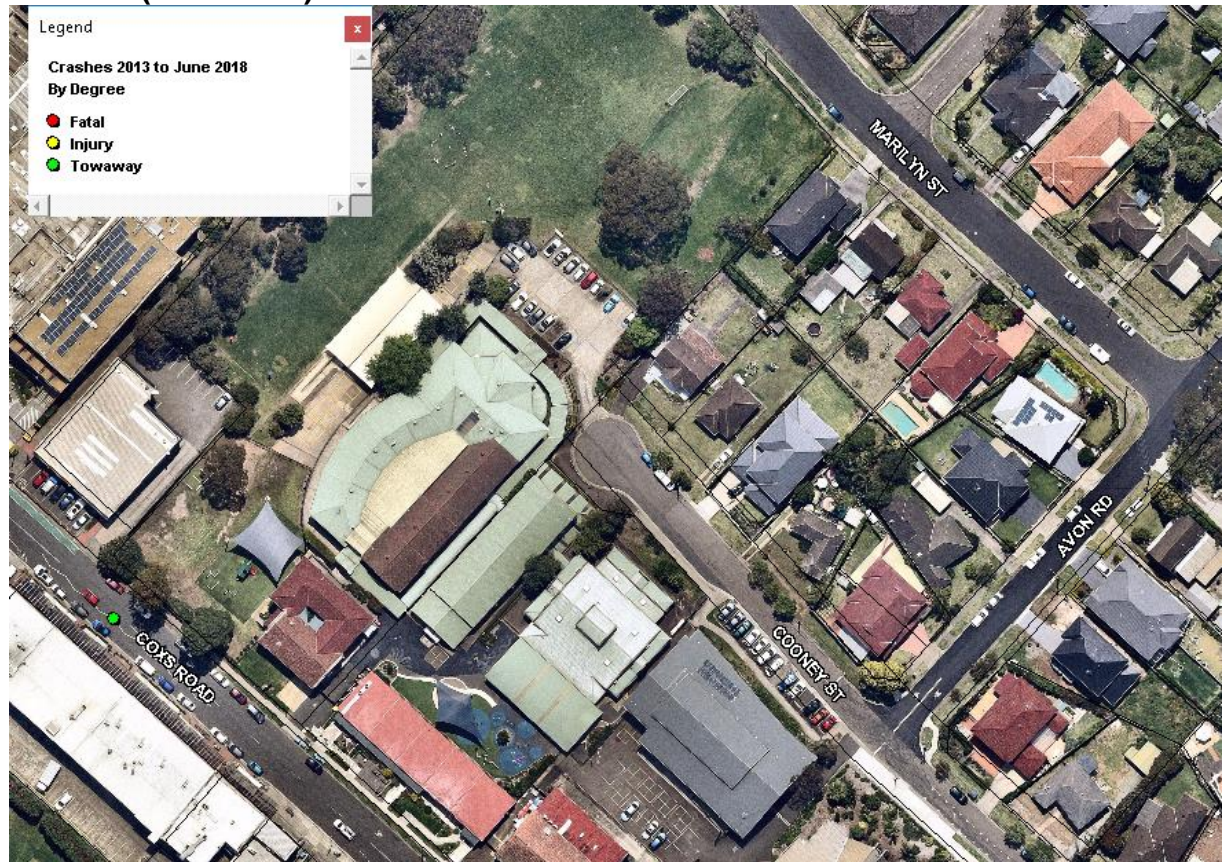 Legend
x
Crashes 2013 to June 2018
By Degree
Fatal
Injury
Towaway
MARILYN ST
AVON RD
COONEY ST
COXS ROAD